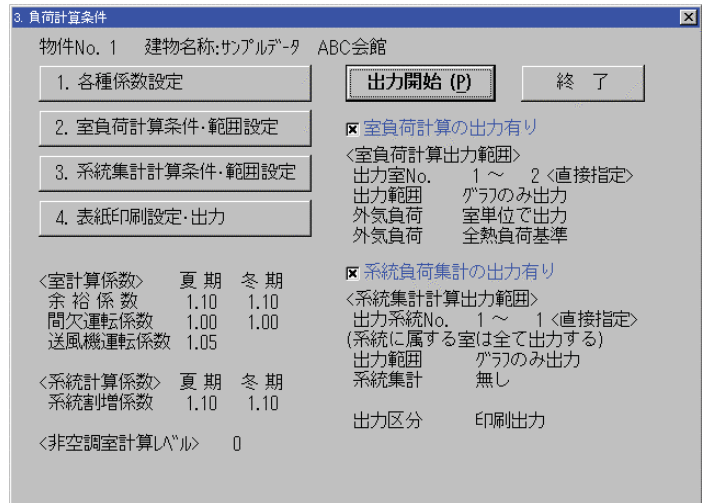 3. 負荷計算条件
物件No. 1 建物名称:ｻﾝﾌﾟﾙﾃﾞｰﾀ ABC会館
1. 各種係数設定
2. 室負荷計算条件･範囲設定
3. 系統集計計算条件･範囲設定
4. 表紙印刷設定･出力
<室計算係数> 夏 期 冬 期
余 裕 係 数 1.10 1.10
間欠運転係数 1.00 1.00
送風機運転係数 1.05
<系統計算係数> 夏 期 冬 期
系統割増係数 1.10 1.10
<非空調室計算ﾚﾍﾞﾙ> 0
出力開始 (P)
終 了
室負荷計算の出力有り
<室負荷計算出力範囲>
出力室No. 1 ～ 2 <直接指定>
出力範囲 ｸﾞﾗﾌのみ出力
外気負荷 室単位で出力
外気負荷 全熱負荷基準
系統負荷集計の出力有り
<系統集計計算出力範囲>
出力系統No. 1 ～ 1 <直接指定>
(系統に属する室は全て出力する)
出力範囲 ｸﾞﾗﾌのみ出力
系統集計 無し
出力区分 印刷出力